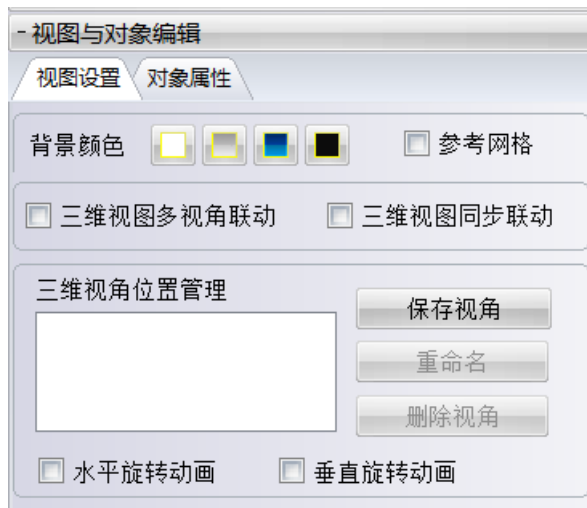 - 视图与对象编辑
视图设置 对象属性
背景颜色 参考网格
三维视图多视角联动 三维视图同步联动
三维视角位置管理
保存视角
重命名
删除视角
水平旋转动画 垂直旋转动画